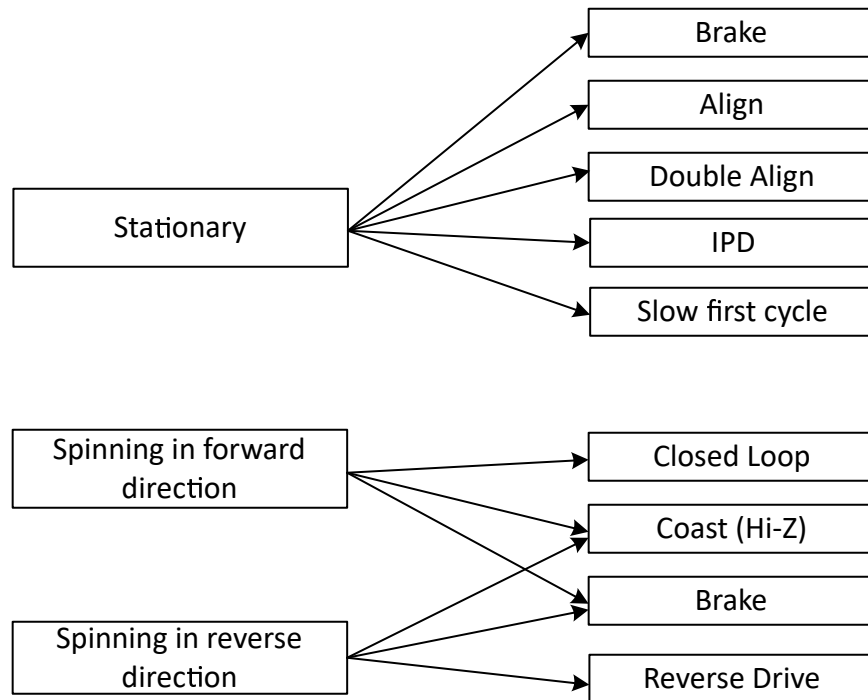 Brake
Align
Double Align
Stationary
IPD
Slow first cycle
Spinning in forward
direction
Closed Loop
Coast (Hi-Z)
Brake
Spinning in reverse
direction
Reverse Drive